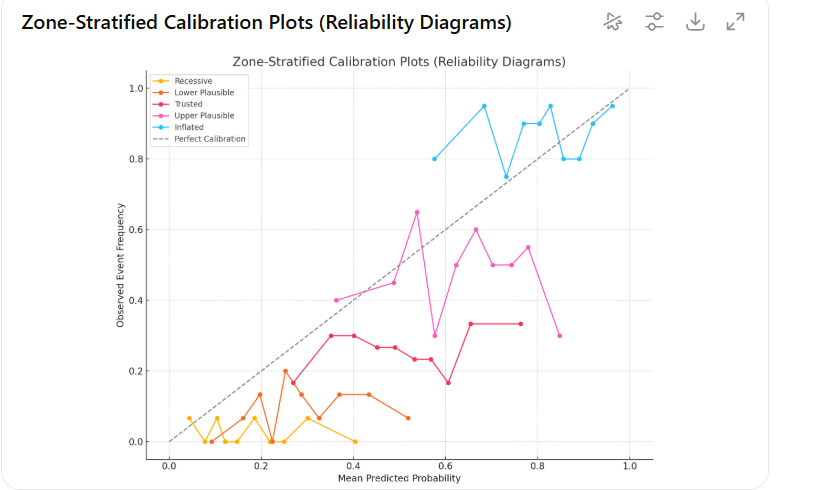 Zone-Stratified Calibration Plots (Reliability Diagrams)
Zone-Stratified Calibration Plots (Reliability Diagrams)
Recessive
Lower Plausible
Trusted
Upper Plausible
Inflated
Perfect Calibration
1.0
0.8
0.6
0.4
0.2
0.0
Observed Event Frequency
0.0 0.2 0.4 0.6 0.8 1.0
Mean Predicted Probability